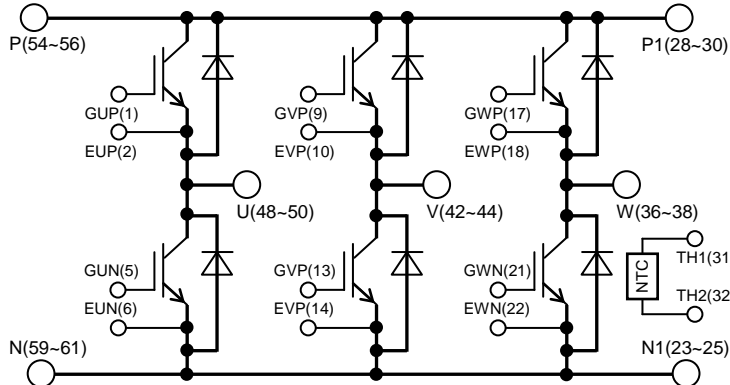 P(54~56)
P1(28~30)
GUP(1)
GVP(9)
GWP(17)
EUP(2)
EVP(10)
EWP(18)
U(48~50)
V(42~44)
W(36~38)
GUN(5)
GVP(13)
GWN(21)
NTC
TH1(31
EUN(6)
EVP(14)
EWN(22)
TH2(32
N(59~61)
N1(23~25)